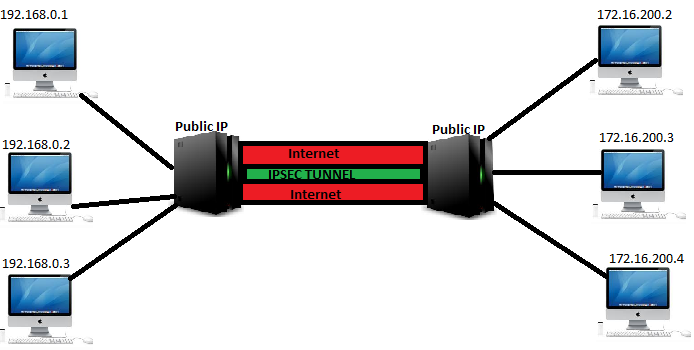 192.168.0.1
172.16.200.2
Public IP
Public IP
192.168.0.2
172.16.200.3
Internet
IPSEC TUNNEL
Internet
192.168.0.3
172.16.200.4